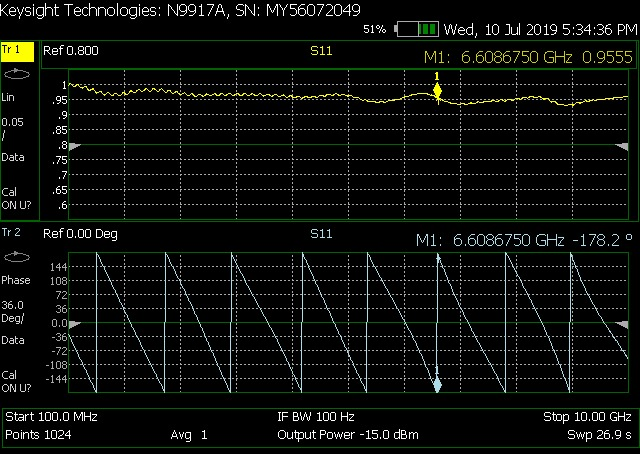 Keysight Technologies: N9917A, SN: MY56072049
51% Wed, 10 Jul 2019 5:34:36 PM
Tr 1 Ref 0.800 S11
M1: 6.6086750 GHz 0.9555
Lin
0.05
/
Data
Cal
ON U?
1
1
.95
.9
.85
.8
.75
.7
.65
.6
Tr 2 Ref 0.00 Deg S11
M1: 6.6086750 GHz -178.2 º
Phase
36.0
Deg/
Data
Cal
ON U?
144
108
72
36
0.0
-36
-72
-108
-144
1
Start 100.0 MHz IF BW 100 Hz Stop 10.00 GHz
Points 1024 Avg 1 Output Power -15.0 dBm Swp 26.9 s